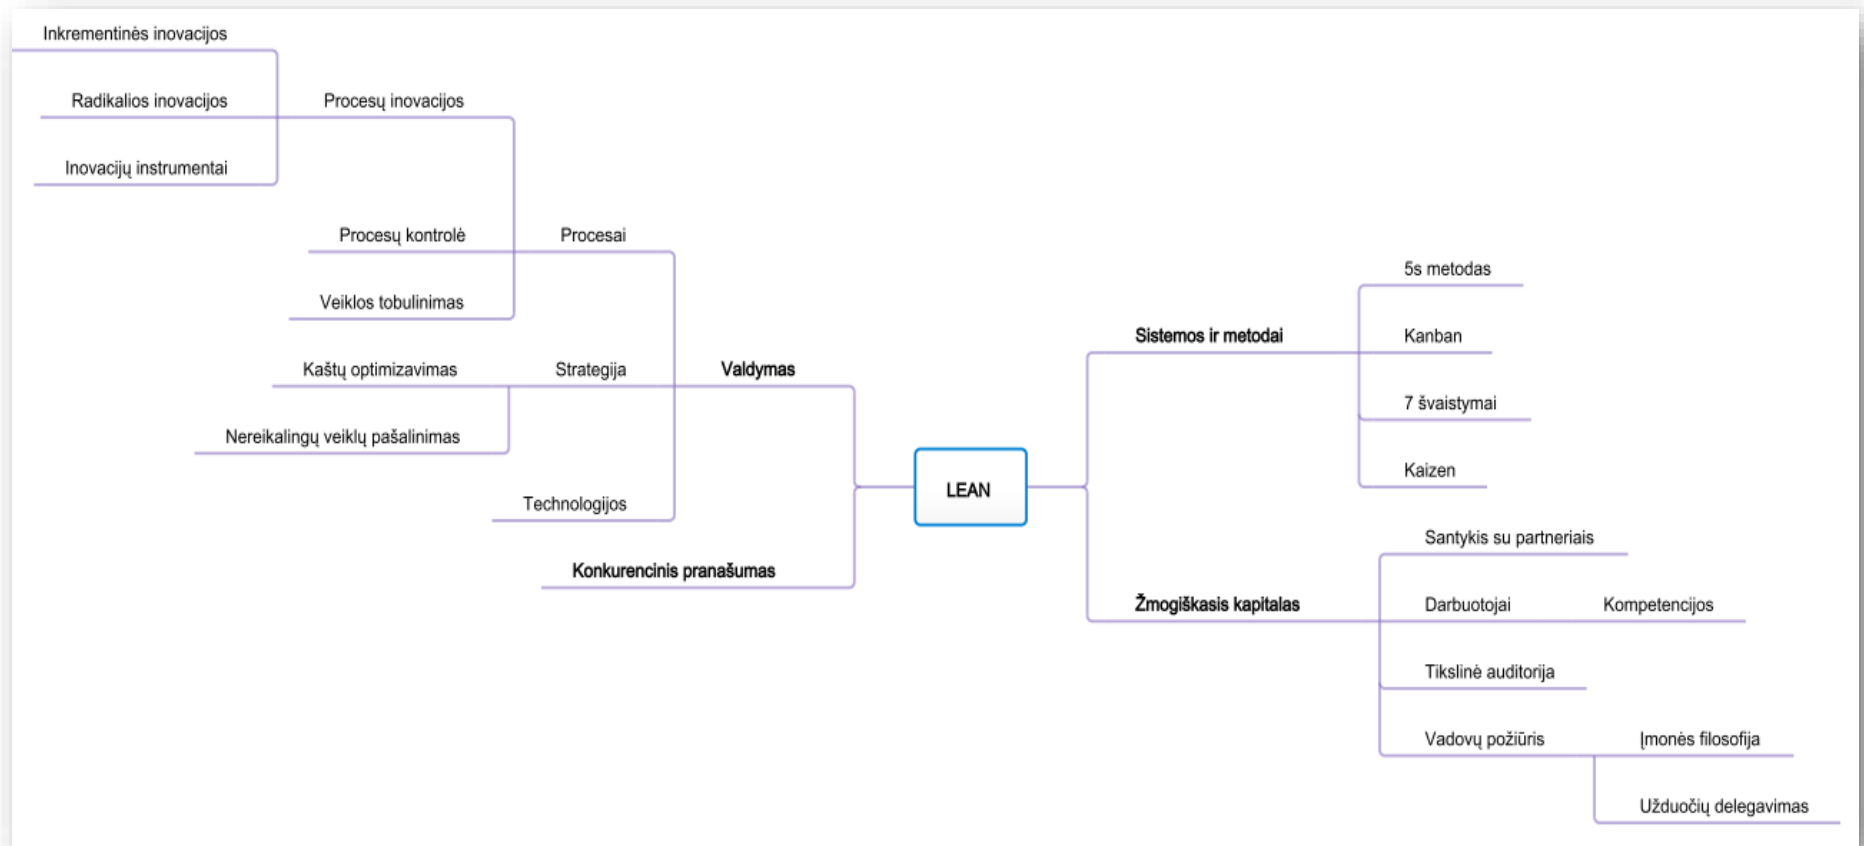 Inkrementinės inovacijos
Radikalios inovacijos
Procesų inovacijos
Inovacijų instrumentai
Procesų kontrolė
Procesai
Veiklos tobulinimas
Kaštų optimizavimas
Strategija
Valdymas
Nereikalingų veiklų pašalinimas
Technologijos
Konkurencinis pranašumas
LEAN
Sistemos ir metodai
5s metodas
Kanban
7 švaistymai
Kaizen
Žmogiškasis kapitalas
Santykis su partneriais
Darbuotojai
Kompetencijos
Tikslinė auditorija
Vadovų požiūris
Įmonės filosofija
Užduočių delegavimas